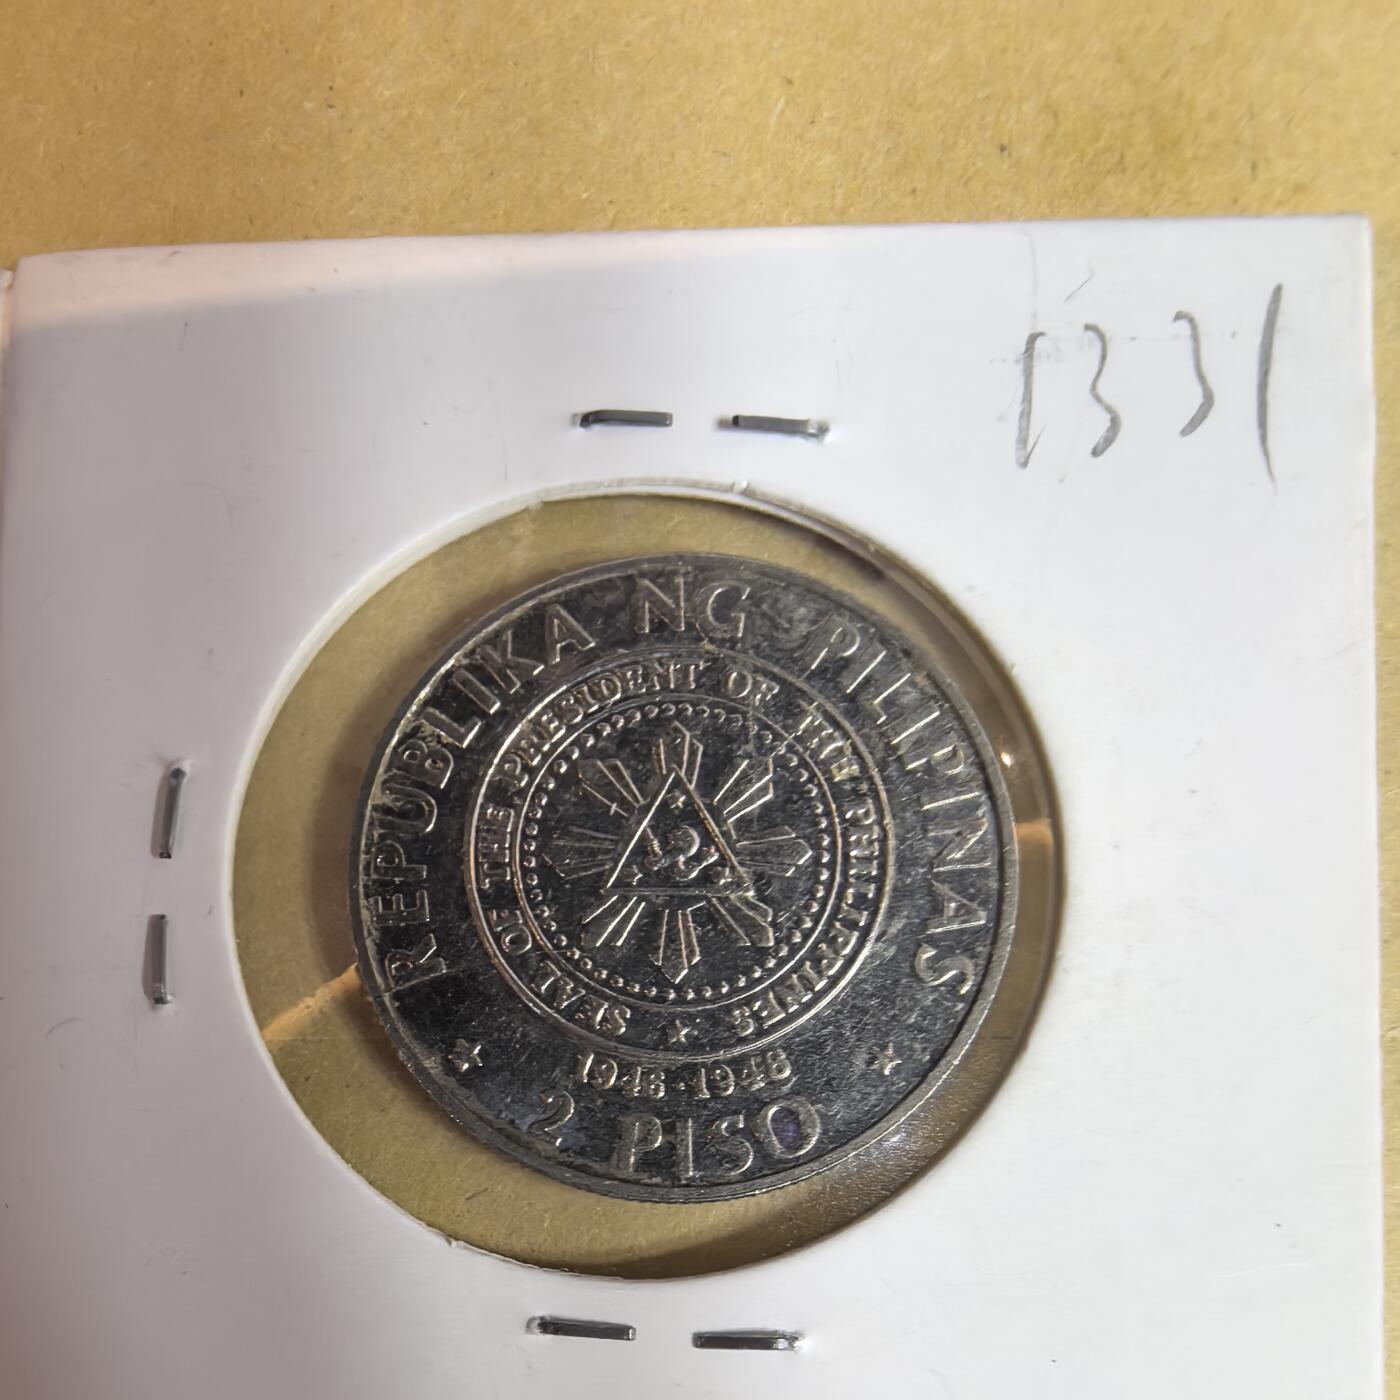 1331
REPUBLIKA NG PILIPINAS
SEAL OF THE PRESIDENT OF THE PHILIPPINES
1946·1948
2 PISO